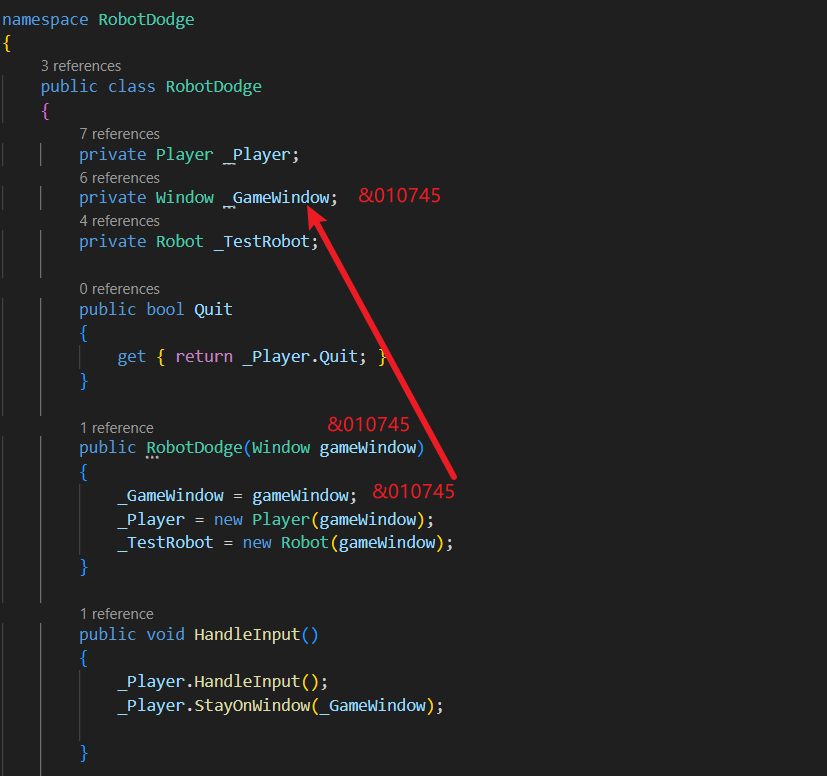 namespace RobotDodge
{
3 references
public class RobotDodge
{
7 references
private Player _Player;
6 references
private Window _GameWindow; &010745
4 references
private Robot _TestRobot;
0 references
public bool Quit
{
get { return _Player.Quit; }
}
1 reference &010745
public RobotDodge(Window gameWindow)
{
_GameWindow = gameWindow; &010745
_Player = new Player(gameWindow);
_TestRobot = new Robot(gameWindow);
}
1 reference
public void HandleInput()
{
_Player.HandleInput();
_Player.StayOnWindow(_GameWindow);
}